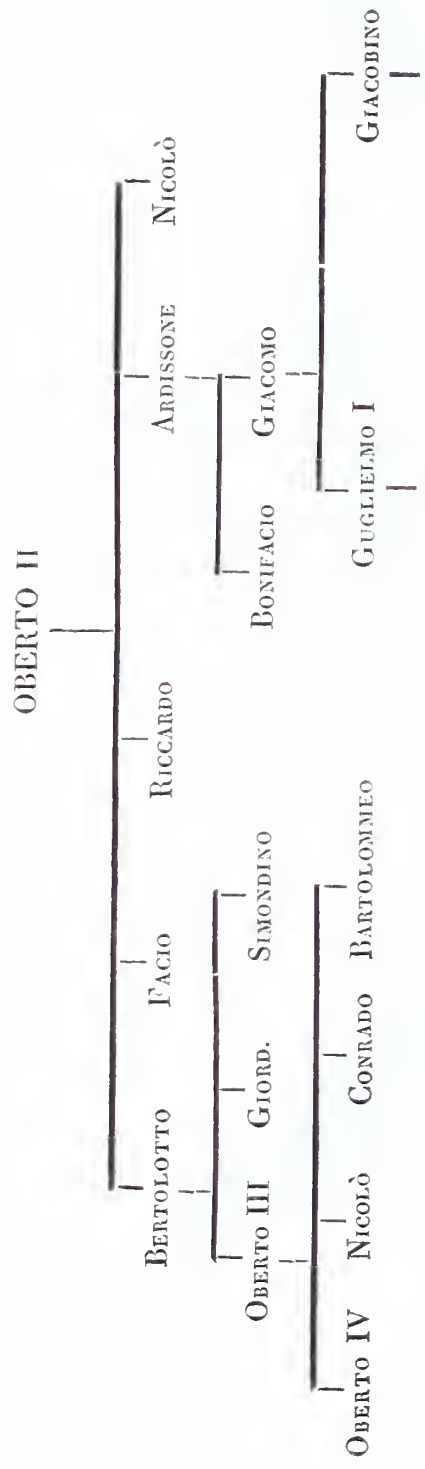 OBERTO II
BERTOLOTTO FACIO RICCARDO ARDISSONE NICOLÒ
OBERTO III GIORD. SIMONDINO BONIFACIO GIACOMO
OBERTO IV NICOLÒ CONRADO BARTOLOMMEO GUGLIELMO I GIACOBINO